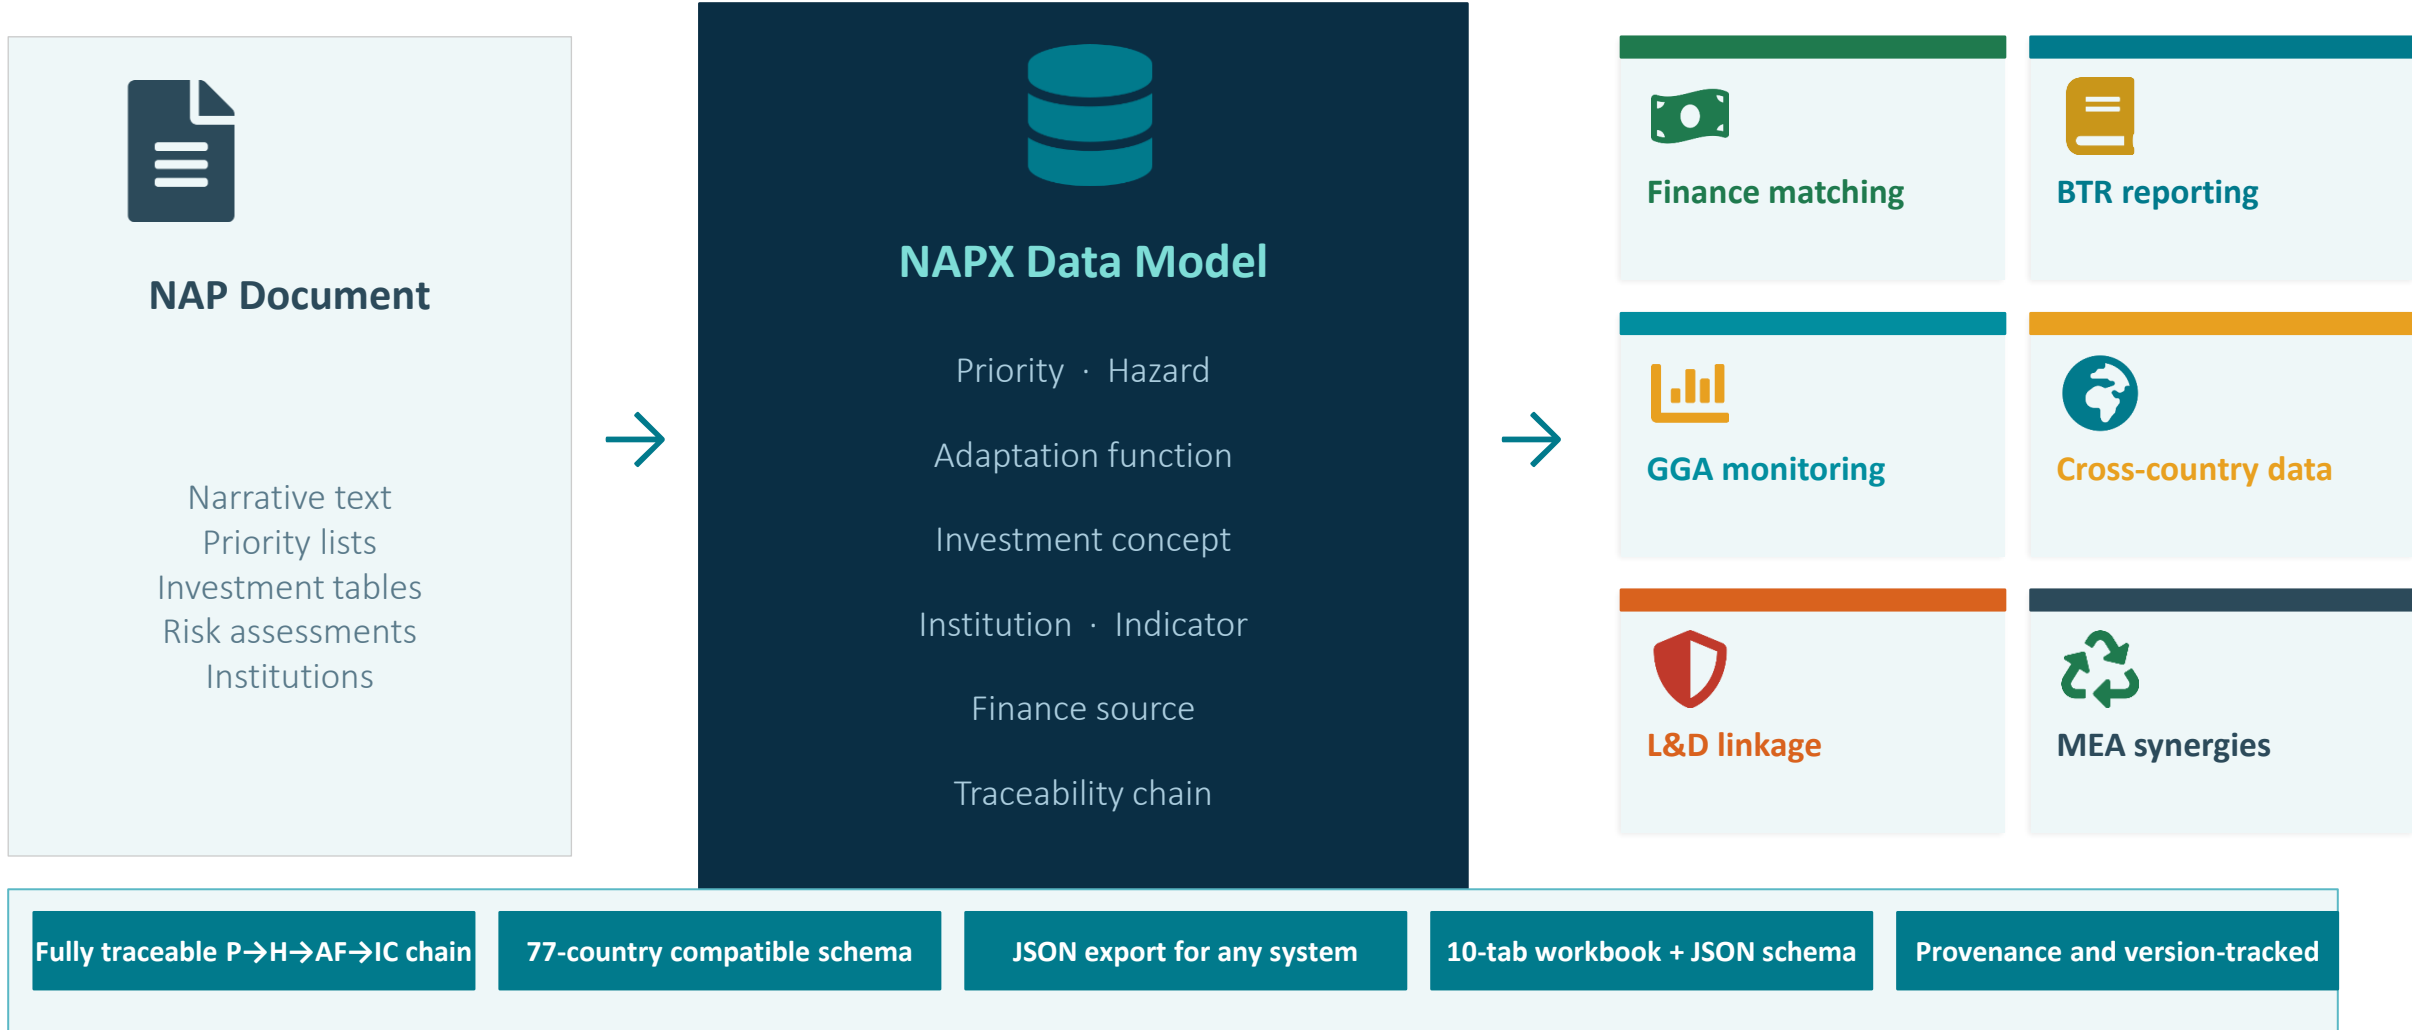 NAP Document
Narrative text
Priority lists
Investment tables
Risk assessments
Institutions
NAPX Data Model
Priority · Hazard
Adaptation function
Investment concept
Institution · Indicator
Finance source
Traceability chain
Finance matching
BTR reporting
GGA monitoring
Cross-country data
L&D linkage
MEA synergies
Fully traceable P→H→AF→IC chain
77-country compatible schema
JSON export for any system
10-tab workbook + JSON schema
Provenance and version-tracked